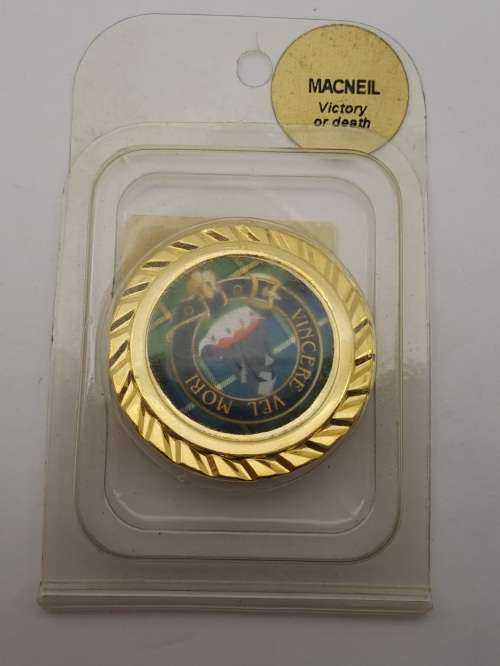 MACNEIL
Victory
or death
VINCERE VEL MORI